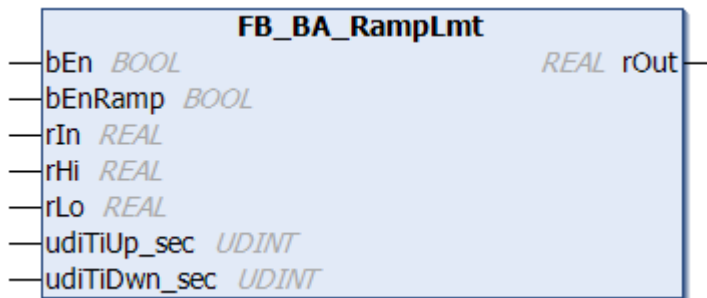 FB_BA_RampLmt
bEn BOOL REAL rOut
bEnRamp BOOL
rIn REAL
rHi REAL
rLo REAL
udiTiUp_sec UDINT
udiTiDwn_sec UDINT